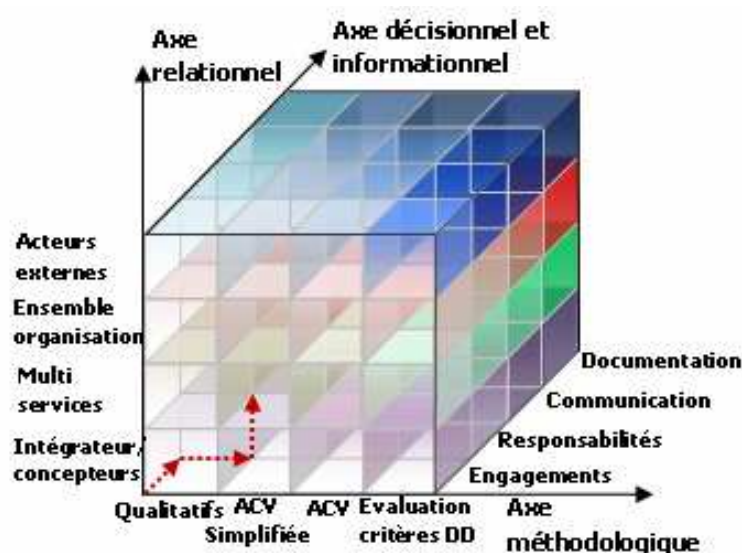 Axe
relationnel
Axe décisionnel et
informationnel
Acteurs
externes
Ensemble
organisation
Multi
services
Intégrateur/
concepteurs
Documentation
Communication
Responsabilités
Engagements
Qualitatifs
ACV
Simplifiée
ACV
Evaluation
critères DD
Axe
méthodologique